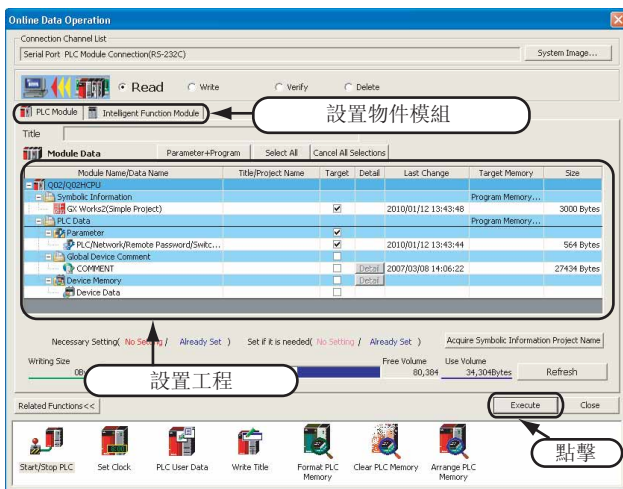 Online Data Operation
Connection Channel List
Serial Port PLC Module Connection(RS-232C)
System Image...
Read
Write
Verify
Delete
PLC Module
Intelligent Function Module
設置物件模組
Title
Module Data
Parameter+Program
Select All
Cancel All Selections
Module Name/Data Name
Title/Project Name
Target
Detail
Last Change
Target Memory
Size
Q02/Q02HCPU
Symbolic Information
Program Memory...
GX Works2(Simple Project)
2010/01/12 13:43:48
3000 Bytes
PLC Data
Program Memory...
Parameter
PLC/Network/Remote Password/Switc...
2010/01/12 13:43:44
564 Bytes
Global Device Comment
COMMENT
Detail
2007/03/08 14:06:22
27434 Bytes
Device Memory
Detail
Device Data
Necessary Setting( No Setting / Already Set )
Set if it is needed( No Setting / Already Set )
Acquire Symbolic Information Project Name
Writing Size
Free Volume
Use Volume
80,384
34,304Bytes
Refresh
設置工程
Related Functions<<
Execute
Close
點擊
Start/Stop PLC
Set Clock
PLC User Data
Write Title
Format PLC Memory
Clear PLC Memory
Arrange PLC Memory